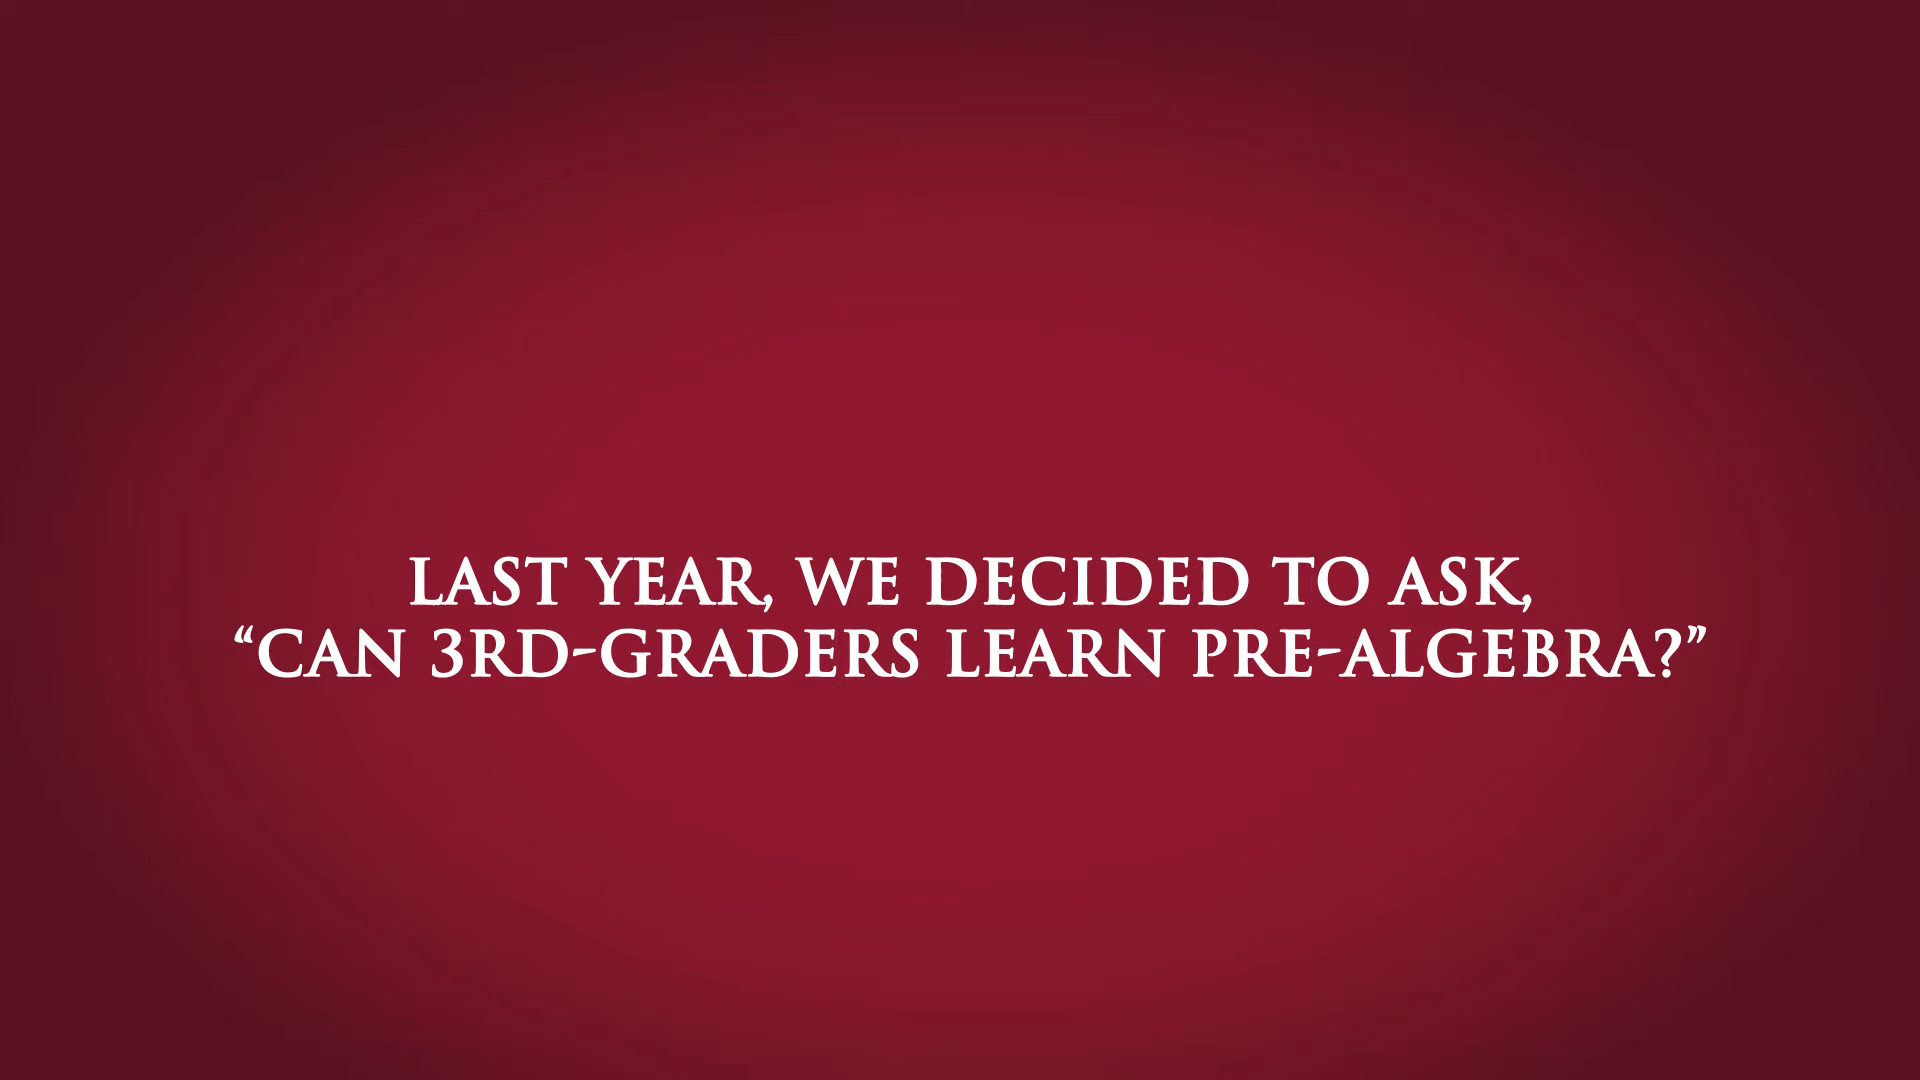 LAST YEAR, WE DECIDED TO ASK,
“CAN 3RD-GRADERS LEARN PRE-ALGEBRA?”